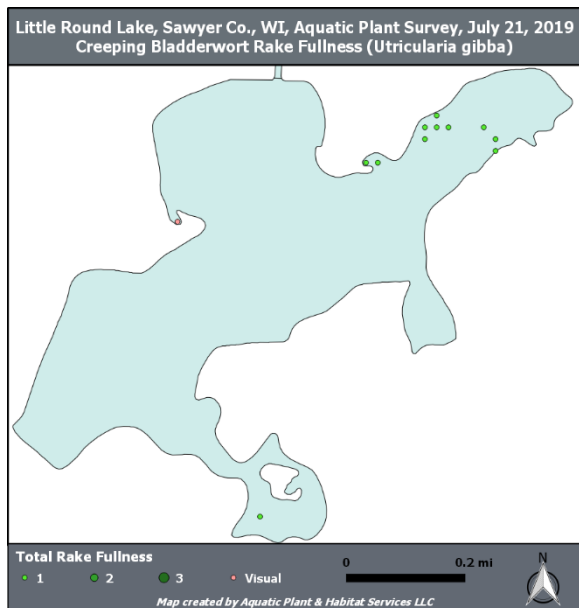 Little Round Lake, Sawyer Co., WI, Aquatic Plant Survey, July 21, 2019
Creeping Bladderwort Rake Fullness (Utricularia gibba)
Total Rake Fullness
1 2 3 Visual
0 0.2 mi
N
Map created by Aquatic Plant & Habitat Services LLC